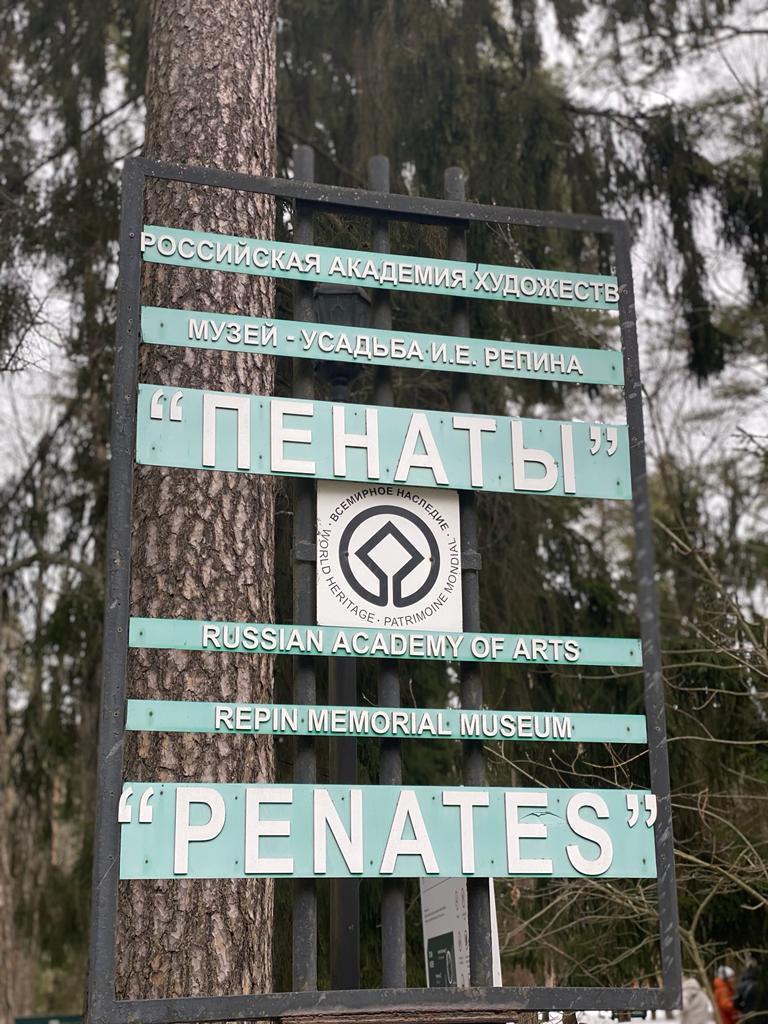 РОССИЙСКАЯ АКАДЕМИЯ ХУДОЖЕСТВ
МУЗЕЙ - УСАДЬБА И.Е. РЕПИНА
“ПЕНАТЫ”
· ВСЕМИРНОЕ НАСЛЕДИЕ ·
WORLD HERITAGE · PATRIMOINE MONDIAL
RUSSIAN ACADEMY OF ARTS
REPIN MEMORIAL MUSEUM
“PENATES”